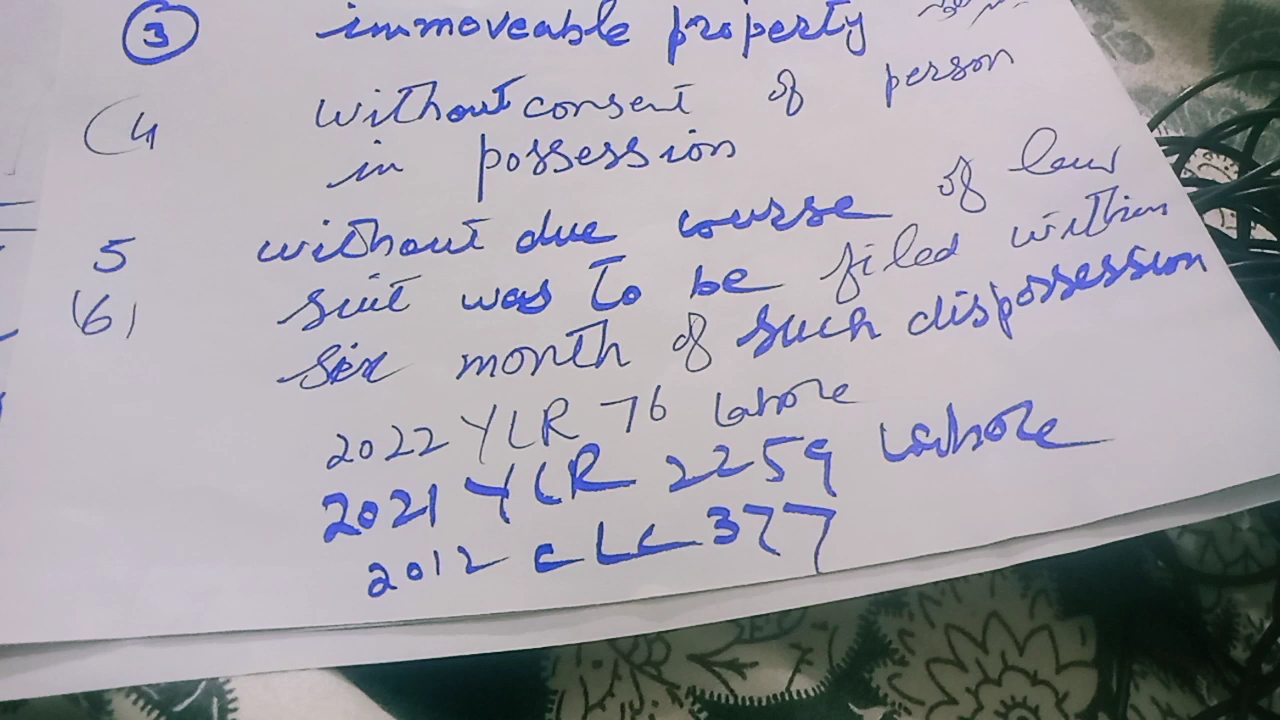 (3) immoveable property
(4 without consent of person
in possession
5 without due course of law
(6) suit was to be filed within
six month of such dispossession
2022 YLR 76 Lahore
2021 YLR 2259 Lahore
2012 CLC 377